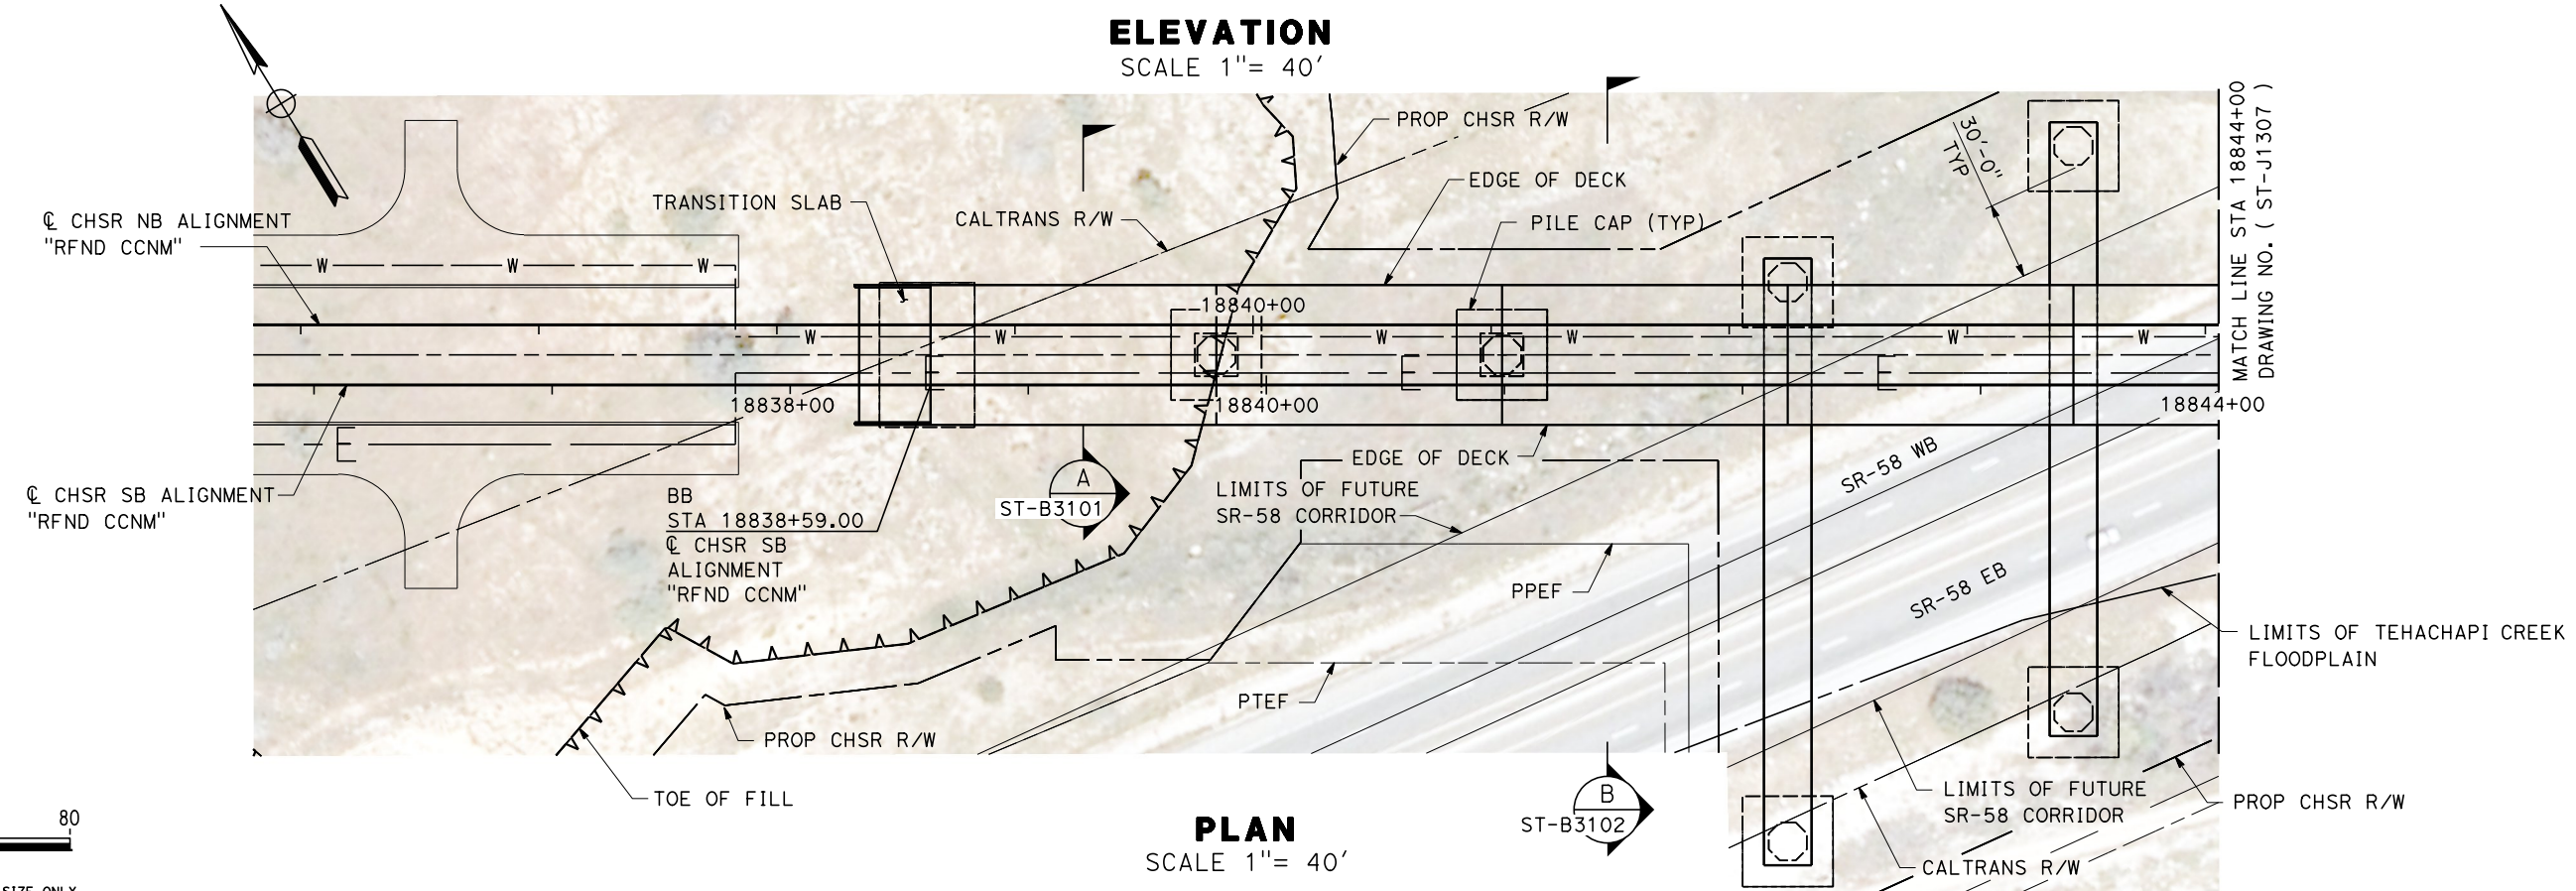 ELEVATION
SCALE 1"= 40'
PROP CHSR R/W
30'-0"
TYP
MATCH LINE STA 18844+00
DRAWING NO. ( ST-J1307 )
EDGE OF DECK
TRANSITION SLAB
CALTRANS R/W
PILE CAP (TYP)
℄ CHSR NB ALIGNMENT
"RFND CCNM"
W
W
W
18840+00
W
W
W
W
W
W
E
E
E
18838+00
18840+00
18844+00
E
EDGE OF DECK
SR-58 WB
℄ CHSR SB ALIGNMENT
"RFND CCNM"
BB
STA 18838+59.00
℄ CHSR SB
ALIGNMENT
"RFND CCNM"
A
ST-B3101
LIMITS OF FUTURE
SR-58 CORRIDOR
PPEF
SR-58 EB
LIMITS OF TEHACHAPI CREEK
FLOODPLAIN
PTEF
PROP CHSR R/W
TOE OF FILL
B
ST-B3102
LIMITS OF FUTURE
SR-58 CORRIDOR
PROP CHSR R/W
80
PLAN
SCALE 1"= 40'
CALTRANS R/W
SIZE ONLY